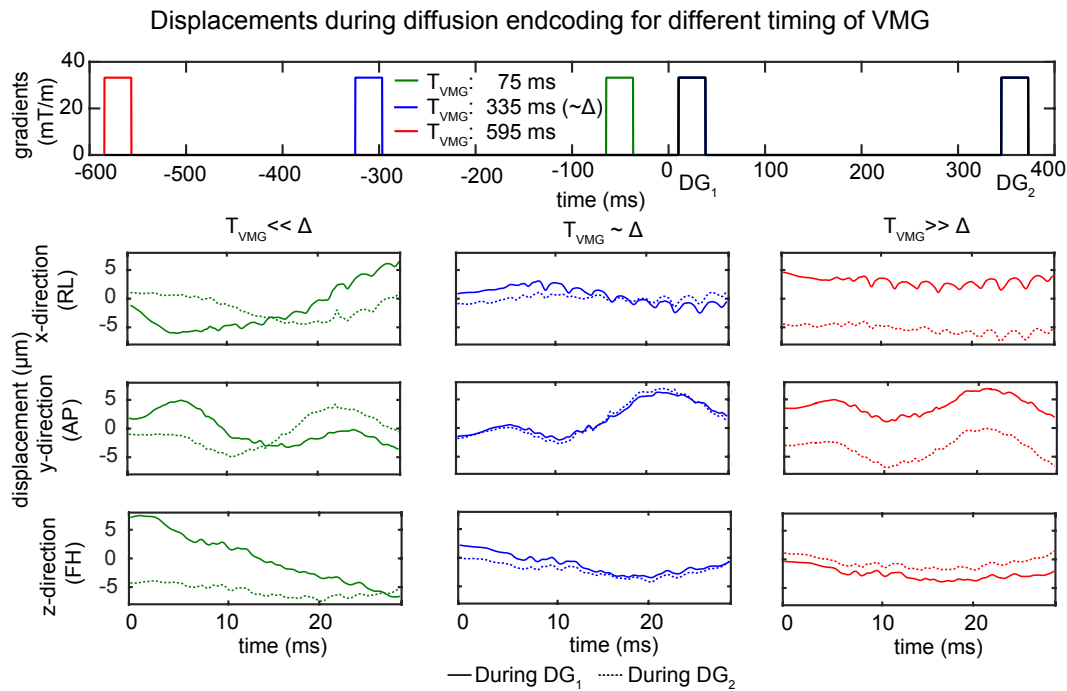 Displacements during diffusion endcoding for different timing of VMG
gradients
(mT/m)
40
20
0
T_VMG: 75 ms
T_VMG: 335 ms (~Δ)
T_VMG: 595 ms
-600 -500 -400 -300 -200 -100 0 100 200 300 400
DG₁ DG₂
time (ms)
T_VMG<< Δ T_VMG ~ Δ T_VMG>> Δ
displacement (μm)
x-direction
(RL)
5
0
-5
y-direction
(AP)
5
0
-5
z-direction
(FH)
5
0
-5
0 10 20 0 10 20 0 10 20
time (ms) time (ms) time (ms)
During DG₁ During DG₂